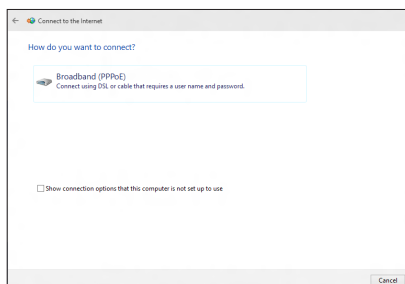 Connect to the Internet
How do you want to connect?
Broadband (PPPoE)
Connect using DSL or cable that requires a user name and password.
Show connection options that this computer is not set up to use
Cancel